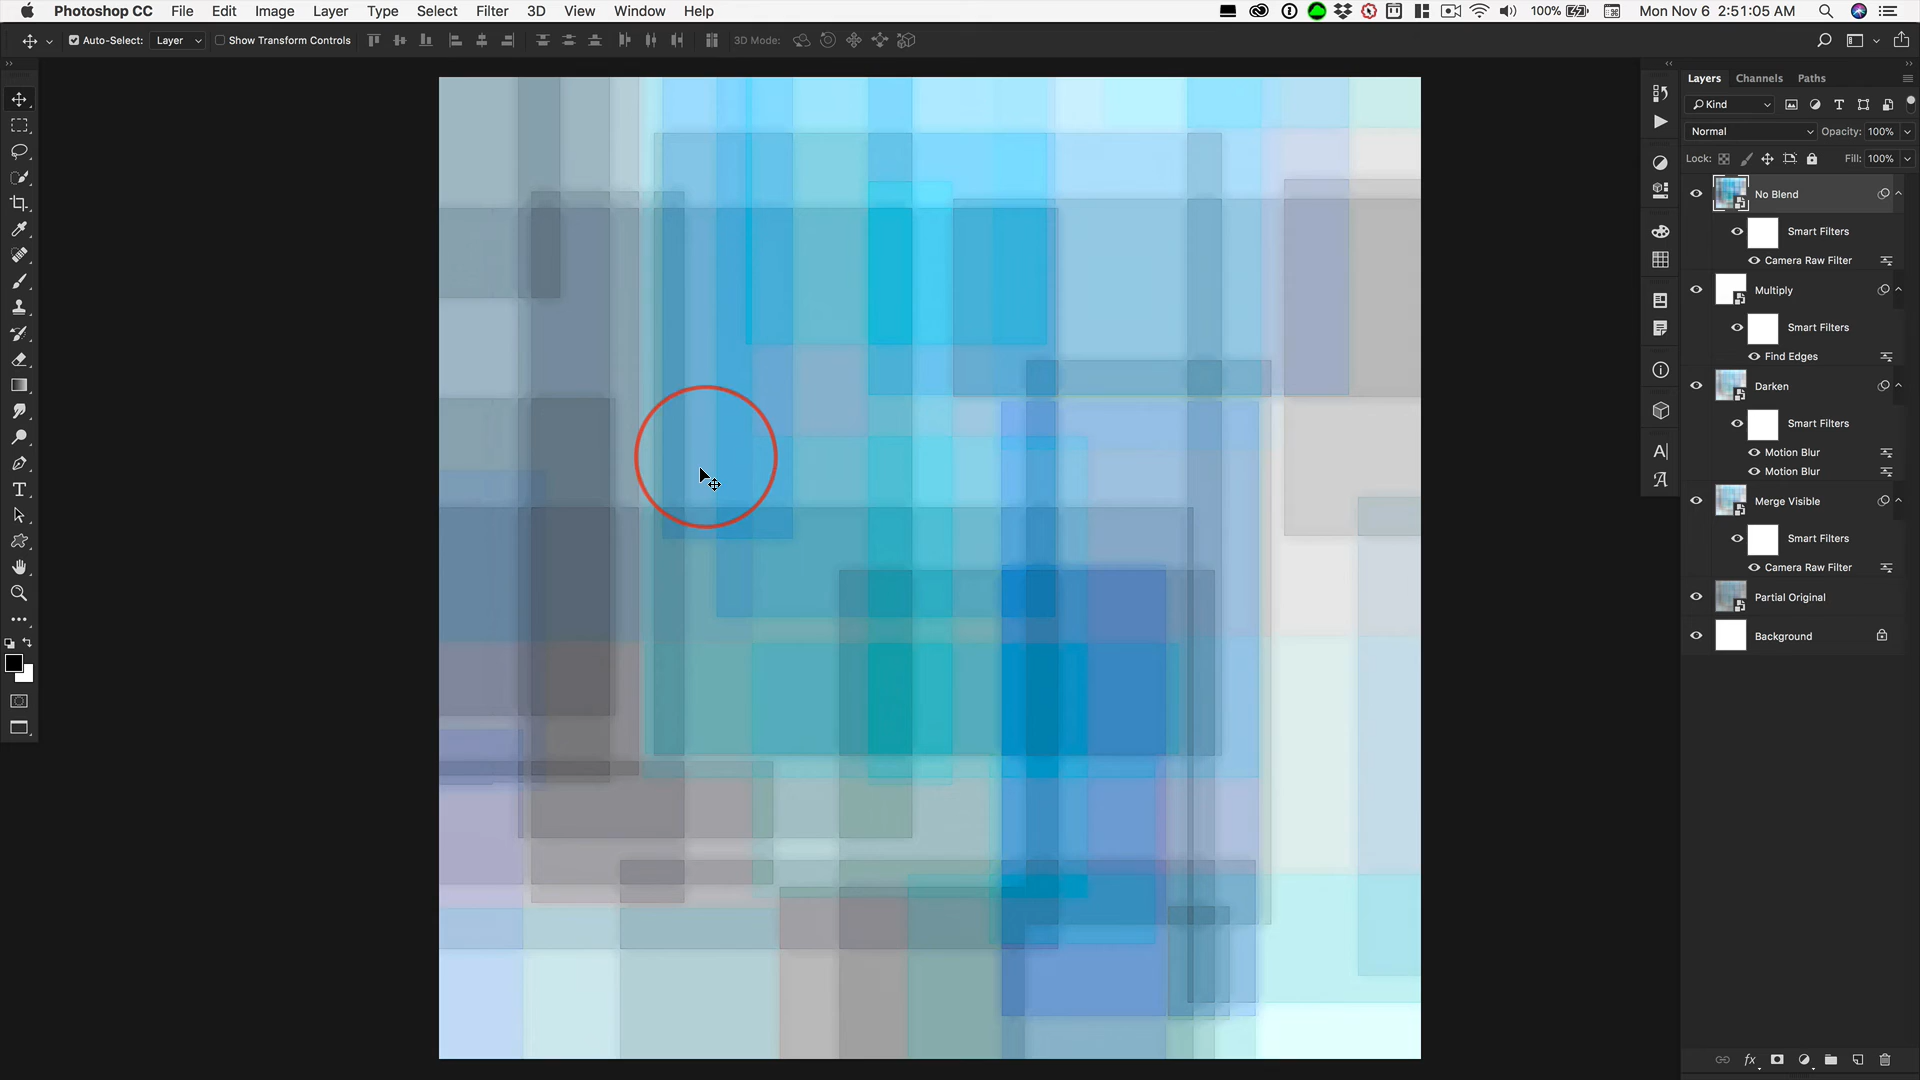 Photoshop CC File Edit Image Layer Type Select Filter 3D View Window Help 100% Mon Nov 6 2:51:05 AM
Auto-Select: Layer Show Transform Controls 3D Mode:
Layers Channels Paths
Kind
Normal Opacity: 100%
Lock: Fill: 100%
No Blend
Smart Filters
Camera Raw Filter
Multiply
Smart Filters
Find Edges
Darken
Smart Filters
Motion Blur
Motion Blur
Merge Visible
Smart Filters
Camera Raw Filter
Partial Original
Background